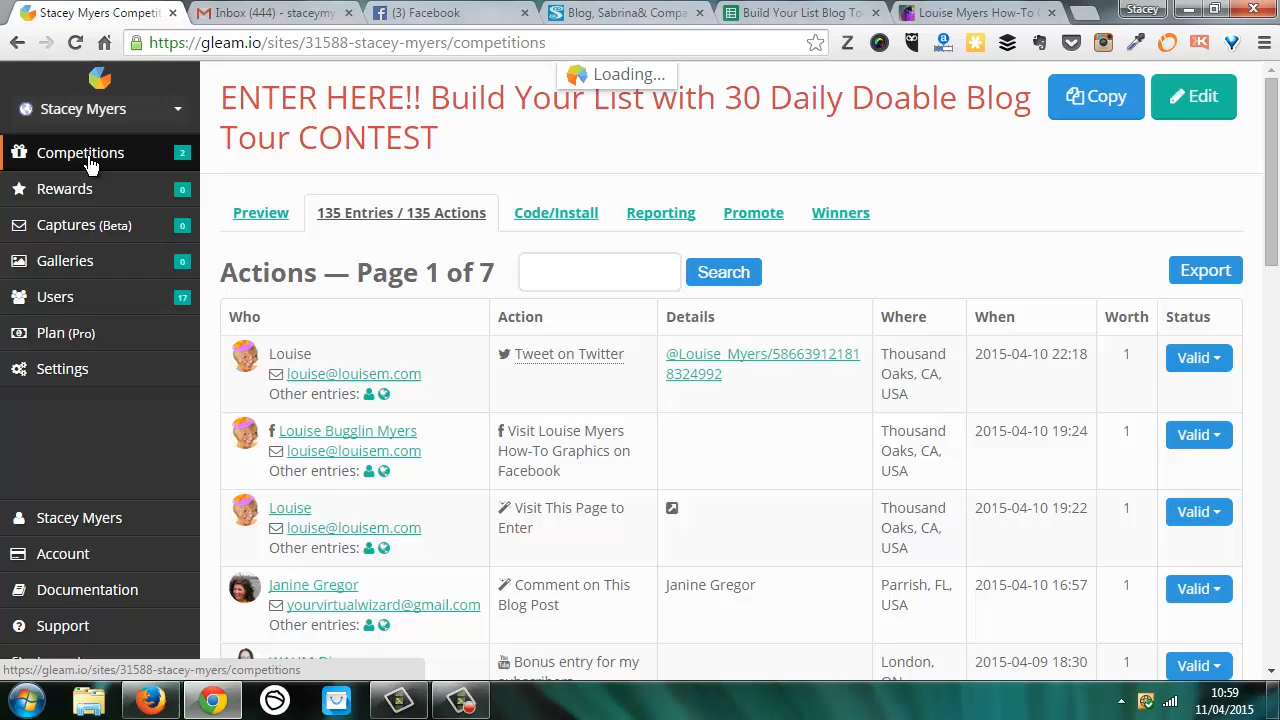 Stacey Myers Competit
Inbox (444) - staceymy
(3) Facebook
Blog, Sabrina& Compa
Build Your List Blog To
Louise Myers How-To
Stacey
https://gleam.io/sites/31588-stacey-myers/competitions
Loading...
Stacey Myers
Competitions 2
Rewards 0
Captures (Beta) 0
Galleries 0
Users 17
Plan (Pro)
Settings
Stacey Myers
Account
Documentation
Support
https://gleam.io/sites/31588-stacey-myers/competitions
ENTER HERE!! Build Your List with 30 Daily Doable Blog
Tour CONTEST
Copy
Edit
Preview 135 Entries / 135 Actions Code/Install Reporting Promote Winners
Actions — Page 1 of 7
Search
Export
Who Action Details Where When Worth Status
Louise Tweet on Twitter @Louise_Myers/58663912181 Thousand 2015-04-10 22:18 1 Valid
louise@louisem.com 8324992 Oaks, CA,
Other entries: USA
Louise Bugglin Myers Visit Louise Myers Thousand 2015-04-10 19:24 1 Valid
louise@louisem.com How-To Graphics on Oaks, CA,
Other entries: Facebook USA
Louise Visit This Page to Thousand 2015-04-10 19:22 1 Valid
louise@louisem.com Enter Oaks, CA,
Other entries: USA
Janine Gregor Comment on This Janine Gregor Parrish, FL, 2015-04-10 16:57 1 Valid
yourvirtualwizard@gmail.com Blog Post USA
Other entries:
Bonus entry for my London, 2015-04-09 18:30 1 Valid
10:59
11/04/2015